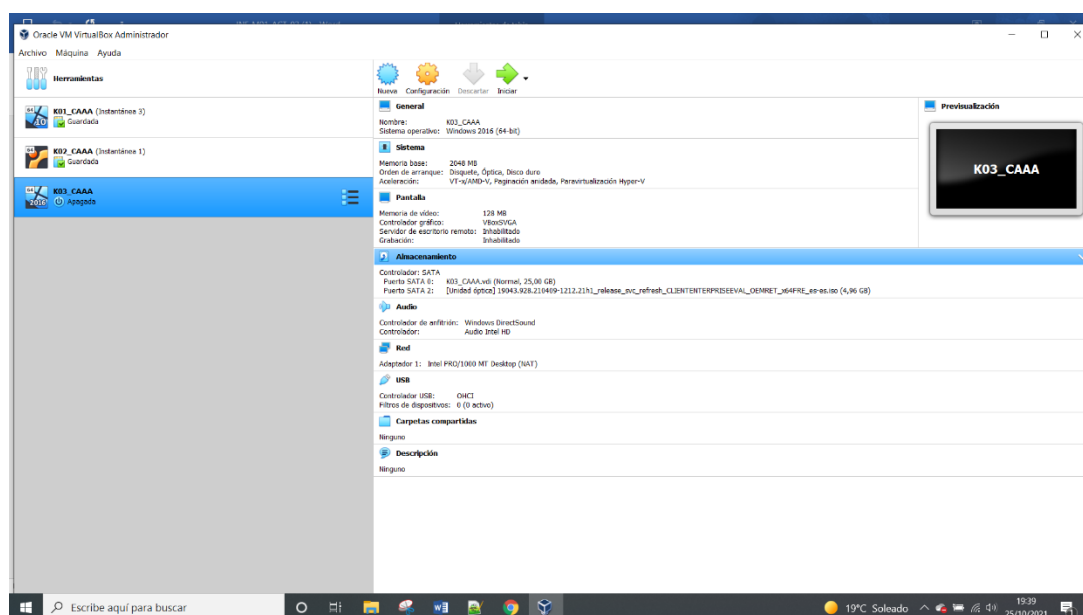 Oracle VM VirtualBox Administrador
Archivo Máquina Ayuda
Herramientas
K01_CAAA (Instantánea 3)
Guardada
K02_CAAA (Instantánea 1)
Guardada
K03_CAAA
Apagada
Nueva Configuración Descartar Iniciar
General
Nombre: K03_CAAA
Sistema operativo: Windows 2016 (64-bit)
Sistema
Memoria base: 2048 MB
Orden de arranque: Disquete, Óptica, Disco duro
Aceleración: VT-x/AMD-V, Paginación anidada, Paravirtualización Hyper-V
Pantalla
Memoria de vídeo: 128 MB
Controlador gráfico: VBoxSVGA
Servidor de escritorio remoto: Inhabilitado
Grabación: Inhabilitado
Almacenamiento
Controlador: SATA
Puerto SATA 0: K03_CAAA.vdi (Normal, 25,00 GB)
Puerto SATA 2: [Unidad óptica] 19043.928.210409-1212.21h1_release_svc_refresh_CLIENTENTERPRISEEVAL_OEMRET_x64FRE_es-es.iso (4,96 GB)
Audio
Controlador de anfitrión: Windows DirectSound
Controlador: Audio Intel HD
Red
Adaptador 1: Intel PRO/1000 MT Desktop (NAT)
USB
Controlador USB: OHCI
Filtros de dispositivos: 0 (0 activo)
Carpetas compartidas
Ninguno
Descripción
Ninguno
Previsualización
K03_CAAA
Escribe aquí para buscar
19°C Soleado
19:39
25/10/2021